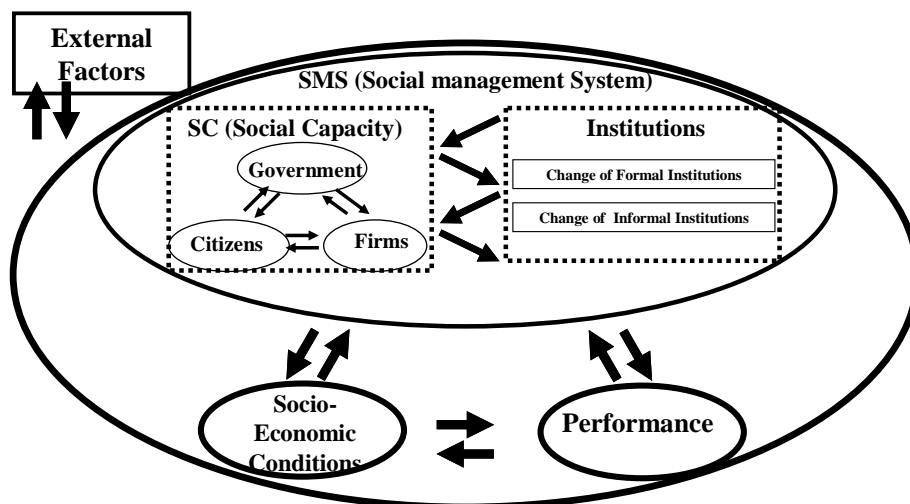 External
Factors
SMS (Social management System)
SC (Social Capacity)
Government
Citizens
Firms
Institutions
Change of Formal Institutions
Change of Informal Institutions
Socio-
Economic
Conditions
Performance